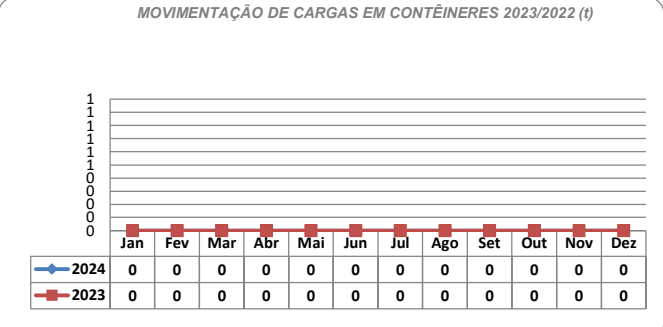 MOVIMENTAÇÃO DE CARGAS EM CONTÊINERES 2023/2022 (t)
1
1
1
1
1
1
0
0
0
0
0
Jan Fev Mar Abr Mai Jun Jul Ago Set Out Nov Dez
2024 0 0 0 0 0 0 0 0 0 0 0 0
2023 0 0 0 0 0 0 0 0 0 0 0 0